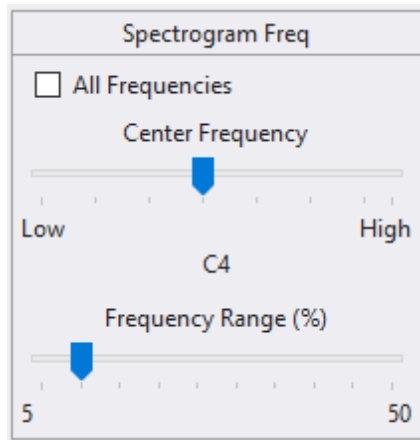 Spectrogram Freq
All Frequencies
Center Frequency
Low High
C4
Frequency Range (%)
5 50